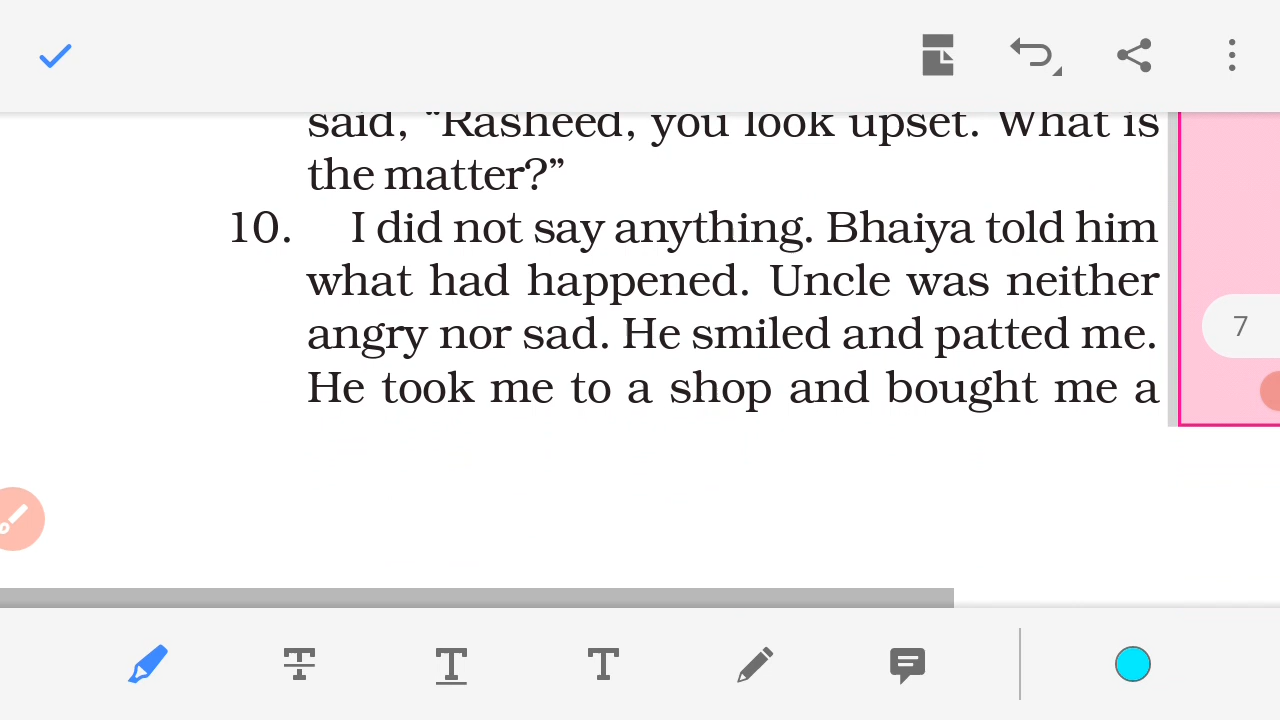 said, “Rasheed, you look upset. What is
the matter?”
10. I did not say anything. Bhaiya told him
what had happened. Uncle was neither
angry nor sad. He smiled and patted me.
He took me to a shop and bought me a
7
T
T
T